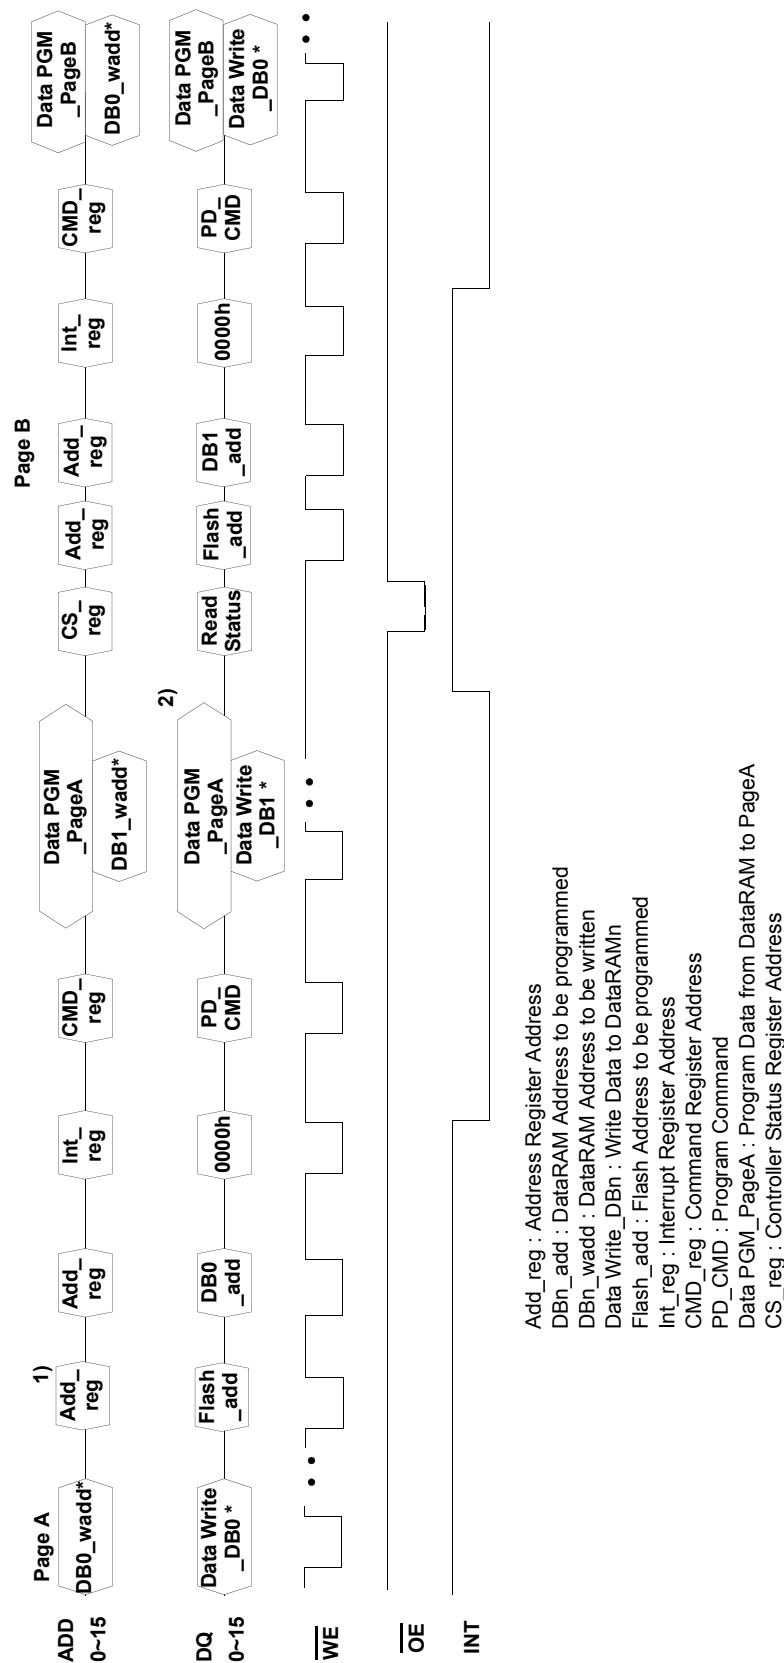 Page A
Page B
ADD
0~15
DB0_wadd*
1)
Add_
reg
Add_
reg
Int_
reg
CMD_
reg
Data PGM
_PageA
DB1_wadd*
CS_
reg
Add_
reg
Add_
reg
Int_
reg
CMD_
reg
Data PGM
_PageB
DB0_wadd*
DQ
0~15
Data Write
_DB0 *
Flash
_add
DB0
_add
0000h
PD_
CMD
2)
Data PGM
_PageA
Data Write
_DB1 *
Read
Status
Flash
_add
DB1
_add
0000h
PD_
CMD
Data PGM
_PageB
Data Write
_DB0 *
WE
OE
INT
Add_reg : Address Register Address
DBn_add : DataRAM Address to be programmed
DBn_wadd : DataRAM Address to be written
Data Write_DBn : Write Data to DataRAMn
Flash_add : Flash Address to be programmed
Int_reg : Interrupt Register Address
CMD_reg : Command Register Address
PD_CMD : Program Command
Data PGM_PageA : Program Data from DataRAM to PageA
CS_reg : Controller Status Register Address